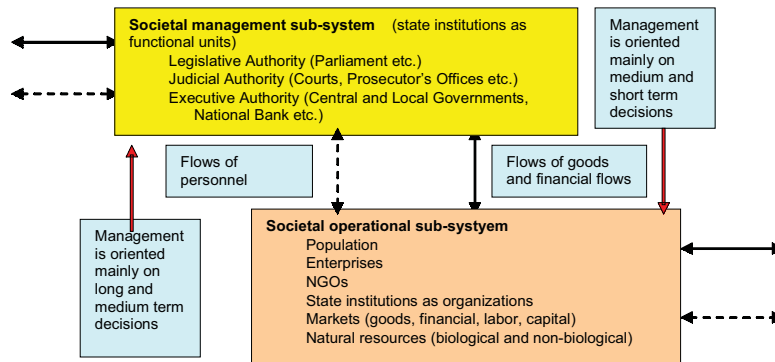 Societal management sub-system (state institutions as
functional units)
Legislative Authority (Parliament etc.)
Judicial Authority (Courts, Prosecutor's Offices etc.)
Executive Authority (Central and Local Governments,
National Bank etc.)
Management
is oriented
mainly on
medium and
short term
decisions
Flows of
personnel
Flows of goods
and financial flows
Management
is oriented
mainly on
long and
medium term
decisions
Societal operational sub-systyem
Population
Enterprises
NGOs
State institutions as organizations
Markets (goods, financial, labor, capital)
Natural resources (biological and non-biological)